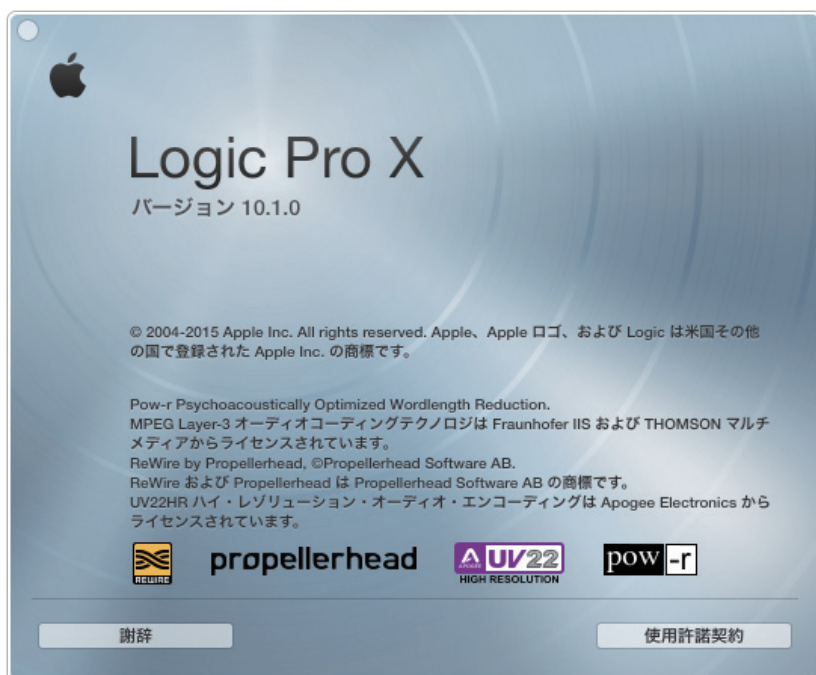 Logic Pro X
バージョン 10.1.0
© 2004-2015 Apple Inc. All rights reserved. Apple、Apple ロゴ、および Logic は米国その他
の国で登録された Apple Inc. の商標です。
Pow-r Psychoacoustically Optimized Wordlength Reduction.
MPEG Layer-3 オーディオコーディングテクノロジは Fraunhofer IIS および THOMSON マルチ
メディアからライセンスされています。
ReWire by Propellerhead, ©Propellerhead Software AB.
ReWire および Propellerhead は Propellerhead Software AB の商標です。
UV22HR ハイ・レゾリューション・オーディオ・エンコーディングは Apogee Electronics から
ライセンスされています。
REWIRE propellerhead APOGEE UV22 pow-r
HIGH RESOLUTION
謝辞 使用許諾契約